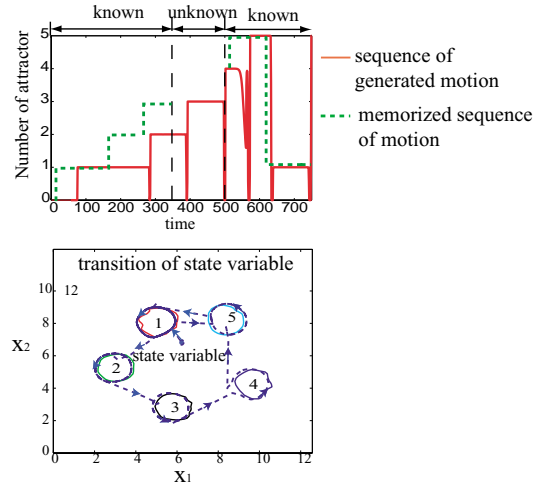 known unknown known
Number of attractor
5
4
3
2
1
0
0 100 200 300 400 500 600 700
time
sequence of
generated motion
memorized sequence
of motion
transition of state variable
12
10
8
6
4
2
0
12
X2
1
5
state variable
2
4
3
0 2 4 6 8 10 12
X1